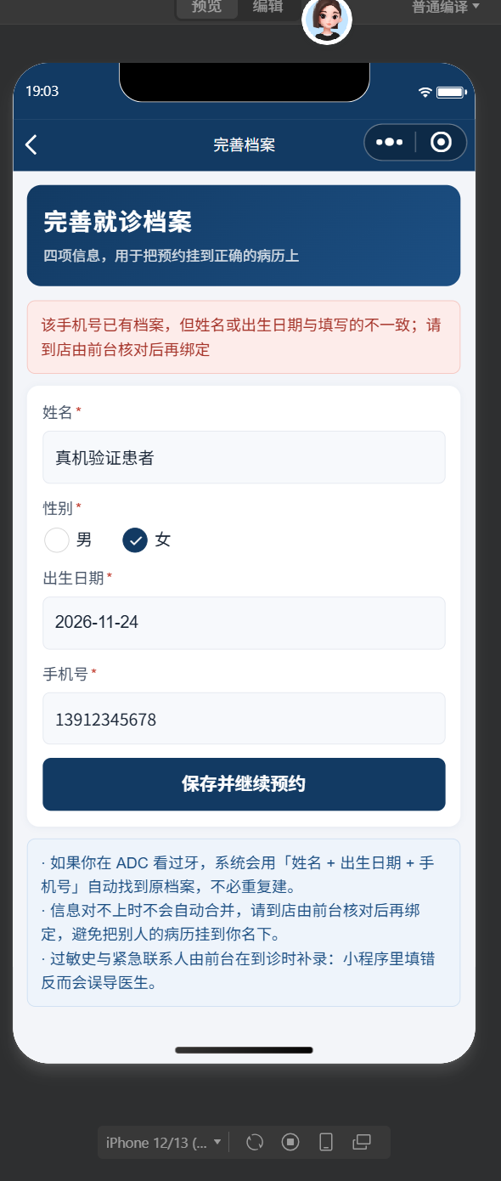 预览 编辑 普通编译
19:03
完善档案
完善就诊档案
四项信息，用于把预约挂到正确的病历上
该手机号已有档案，但姓名或出生日期与填写的不一致；请
到店由前台核对后再绑定
姓名*
真机验证患者
性别*
男 女
出生日期*
2026-11-24
手机号*
13912345678
保存并继续预约
· 如果你在 ADC 看过牙，系统会用「姓名 + 出生日期 + 手
机号」自动找到原档案，不必重复建。
· 信息对不上时不会自动合并，请到店由前台核对后再绑
定，避免把别人的病历挂到你名下。
· 过敏史与紧急联系人由前台在到诊时补录：小程序里填错
反而会误导医生。
iPhone 12/13 (...